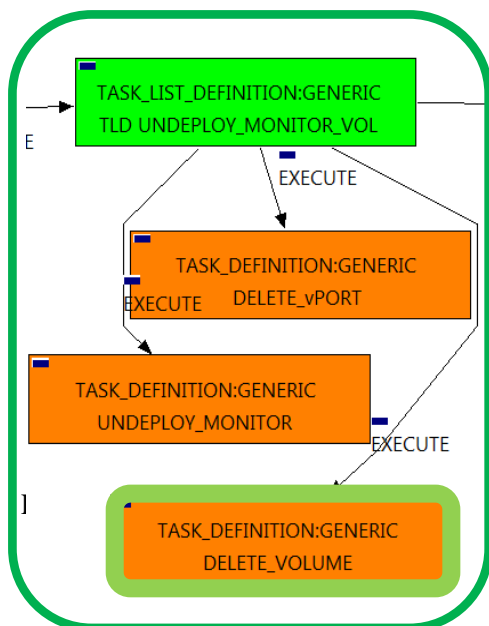 TASK_LIST_DEFINITION:GENERIC
TLD UNDEPLOY_MONITOR_VOL
E
EXECUTE
TASK_DEFINITION:GENERIC
DELETE_vPORT
EXECUTE
TASK_DEFINITION:GENERIC
UNDEPLOY_MONITOR
EXECUTE
]
TASK_DEFINITION:GENERIC
DELETE_VOLUME